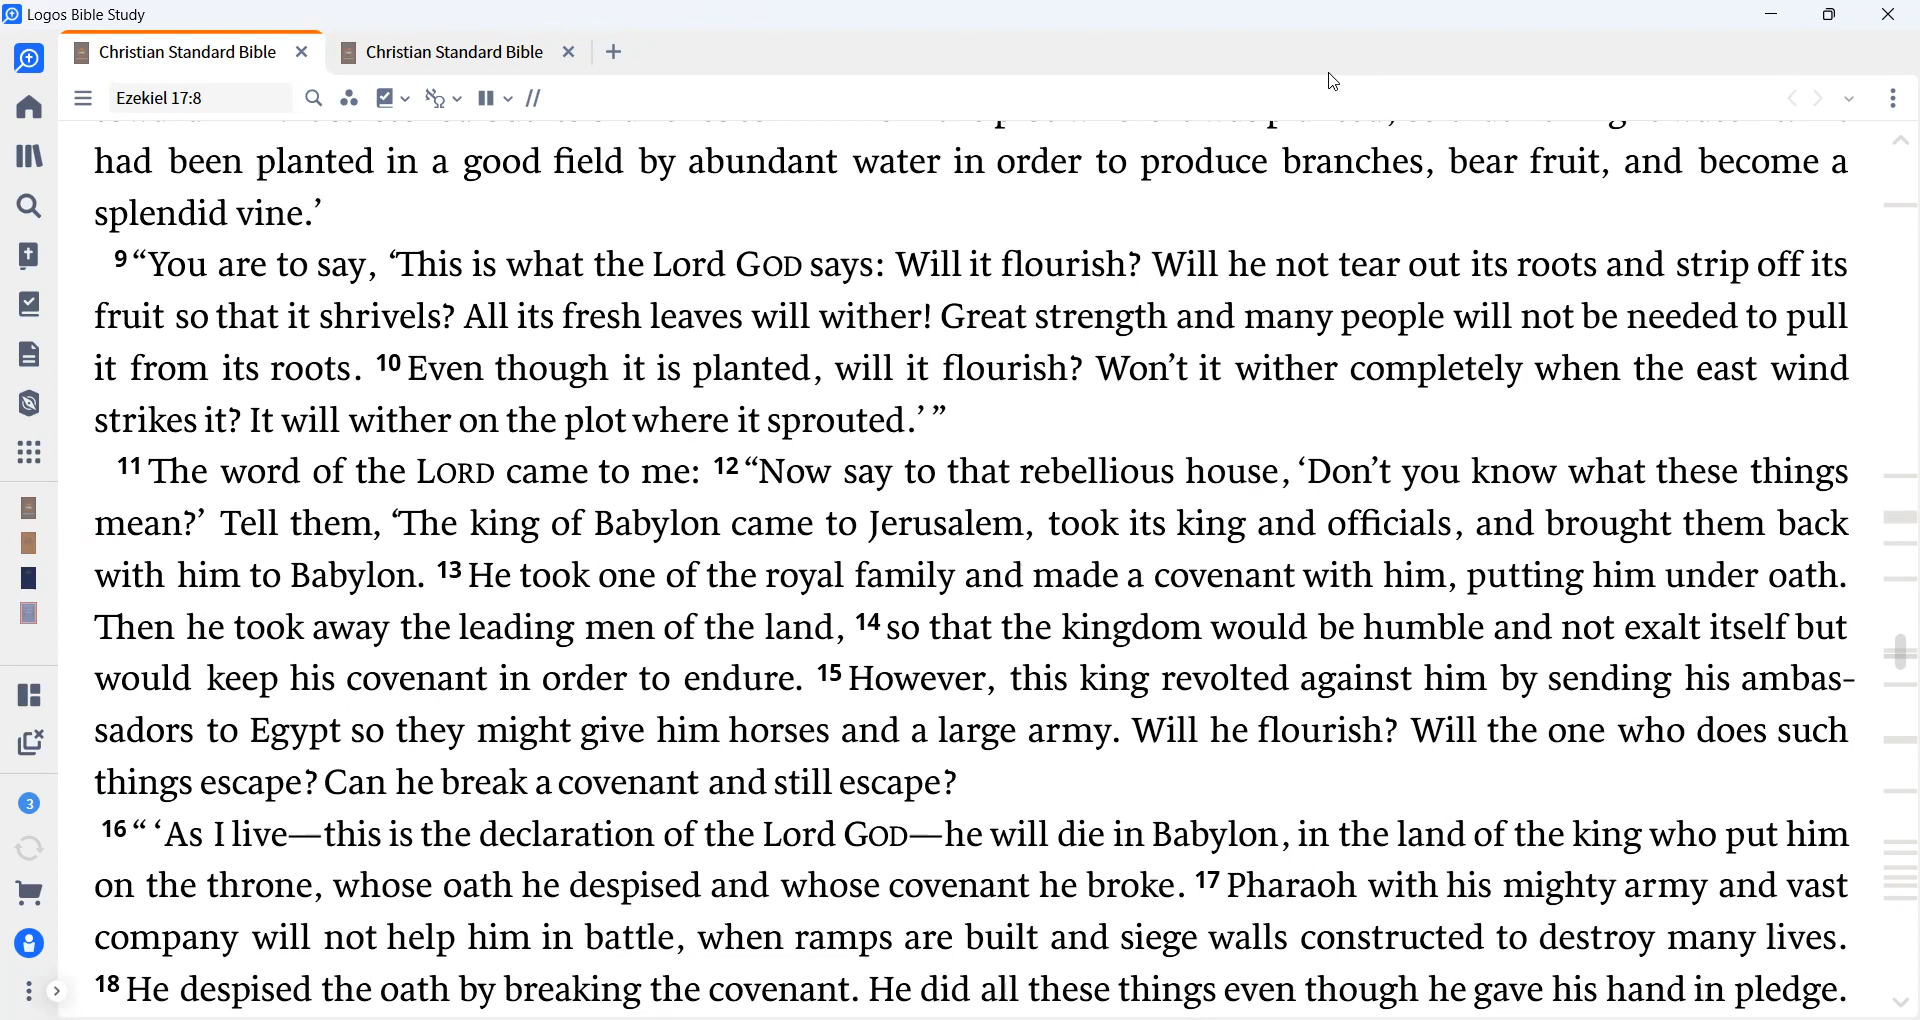 Logos Bible Study
Christian Standard Bible
Christian Standard Bible
Ezekiel 17:8
had been planted in a good field by abundant water in order to produce branches, bear fruit, and become a
splendid vine.’
9 “You are to say, ‘This is what the Lord GOD says: Will it flourish? Will he not tear out its roots and strip off its
fruit so that it shrivels? All its fresh leaves will wither! Great strength and many people will not be needed to pull
it from its roots. 10 Even though it is planted, will it flourish? Won’t it wither completely when the east wind
strikes it? It will wither on the plot where it sprouted.’ ”
11 The word of the LORD came to me: 12 “Now say to that rebellious house, ‘Don’t you know what these things
mean?’ Tell them, ‘The king of Babylon came to Jerusalem, took its king and officials, and brought them back
with him to Babylon. 13 He took one of the royal family and made a covenant with him, putting him under oath.
Then he took away the leading men of the land, 14 so that the kingdom would be humble and not exalt itself but
would keep his covenant in order to endure. 15 However, this king revolted against him by sending his ambas-
sadors to Egypt so they might give him horses and a large army. Will he flourish? Will the one who does such
things escape? Can he break a covenant and still escape?
16 “ ‘As I live—this is the declaration of the Lord GOD—he will die in Babylon, in the land of the king who put him
on the throne, whose oath he despised and whose covenant he broke. 17 Pharaoh with his mighty army and vast
company will not help him in battle, when ramps are built and siege walls constructed to destroy many lives.
18 He despised the oath by breaking the covenant. He did all these things even though he gave his hand in pledge.
3